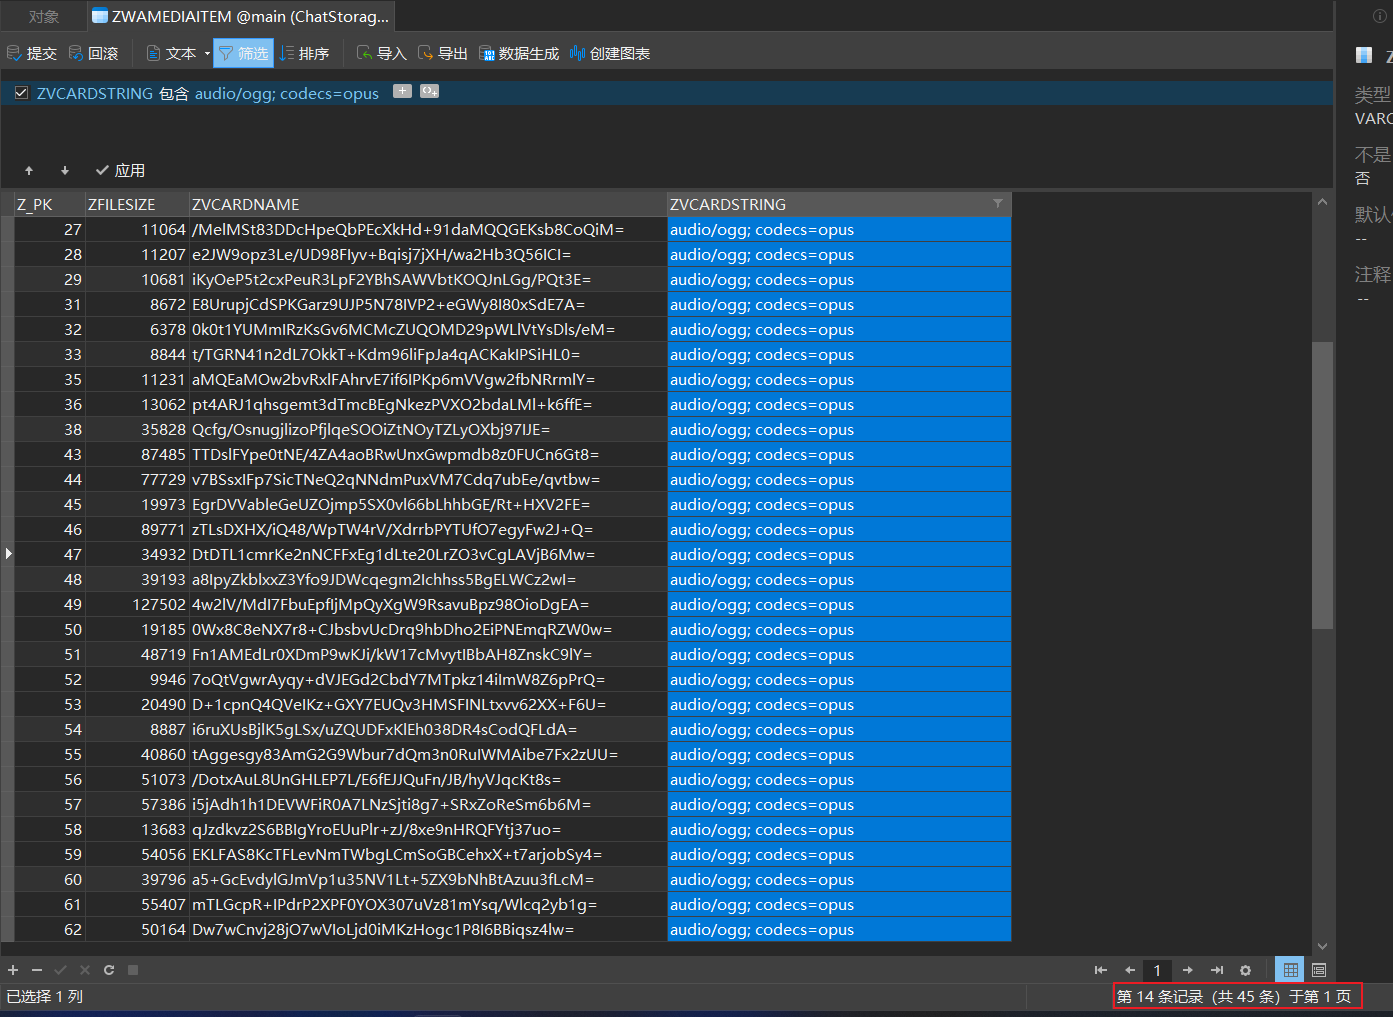 对象 ZWAMEDIAITEM @main (ChatStorag...
提交 回滚 文本 筛选 排序 导入 导出 数据生成 创建图表
ZVCARDSTRING 包含 audio/ogg; codecs=opus
应用
Z_PK ZFILESIZE ZVCARDNAME ZVCARDSTRING
27 11064 /MelMSt83DDcHpeQbPEcXkHd+91daMQQGEKsb8CoQiM= audio/ogg; codecs=opus
28 11207 e2JW9opz3Le/UD98FIyv+Bqisj7jXH/wa2Hb3Q56ICI= audio/ogg; codecs=opus
29 10681 iKyOeP5t2cxPeuR3LpF2YBhSAWVbtKOQJnLGg/PQt3E= audio/ogg; codecs=opus
31 8672 E8UrupjCdSPKGarz9UJP5N78IVP2+eGWy8I80xSdE7A= audio/ogg; codecs=opus
32 6378 0k0t1YUMmIRzKsGv6MCMcZUQOMD29pWLlVtYsDls/eM= audio/ogg; codecs=opus
33 8844 t/TGRN41n2dL7OkkT+Kdm96liFpJa4qACKakIPSiHL0= audio/ogg; codecs=opus
35 11231 aMQEaMOw2bvRxlFAhrvE7if6IPKp6mVVgw2fbNRrmlY= audio/ogg; codecs=opus
36 13062 pt4ARJ1qhsgemt3dTmcBEgNkezPVXO2bdaLMl+k6ffE= audio/ogg; codecs=opus
38 35828 Qcfg/OsnugjlizoPfjlqeSOOiZtNOyTZLyOXbj97IJE= audio/ogg; codecs=opus
43 87485 TTDslFYpe0tNE/4ZA4aoBRwUnxGwpmdb8z0FUCn6Gt8= audio/ogg; codecs=opus
44 77729 v7BSsxIFp7SicTNeQ2qNNdmPuxVM7Cdq7ubEe/qvtbw= audio/ogg; codecs=opus
45 19973 EgrDVVableGeUZOjmp5SX0vl66bLhhbGE/Rt+HXV2FE= audio/ogg; codecs=opus
46 89771 zTLsDXHX/iQ48/WpTW4rV/XdrrbPYTUfO7egyFw2J+Q= audio/ogg; codecs=opus
47 34932 DtDTL1cmrKe2nNCFFxEg1dLte20LrZO3vCgLAVjB6Mw= audio/ogg; codecs=opus
48 39193 a8IpyZkblxxZ3Yfo9JDWcqegm2Ichhss5BgELWCz2wI= audio/ogg; codecs=opus
49 127502 4w2lV/MdI7FbuEpfIjMpQyXgW9RsavuBpz98OioDgEA= audio/ogg; codecs=opus
50 19185 0Wx8C8eNX7r8+CJbsbvUcDrq9hbDho2EiPNEmqRZW0w= audio/ogg; codecs=opus
51 48719 Fn1AMEdLr0XDmP9wKJi/kW17cMvytIBbAH8ZnskC9lY= audio/ogg; codecs=opus
52 9946 7oQtVgwrAyqy+dVJEGd2CbdY7MTpkz14iImW8Z6pPrQ= audio/ogg; codecs=opus
53 20490 D+1cpnQ4QVeIKz+GXY7EUQv3HMSFINLtxvv62XX+F6U= audio/ogg; codecs=opus
54 8887 i6ruXUsBjlK5gLSx/uZQUDFxKlEh038DR4sCodQFLdA= audio/ogg; codecs=opus
55 40860 tAggesgy83AmG2G9Wbur7dQm3n0RuIWMAibe7Fx2zUU= audio/ogg; codecs=opus
56 51073 /DotxAuL8UnGHLEP7L/E6fEJJQuFn/JB/hyVJqcKt8s= audio/ogg; codecs=opus
57 57386 i5jAdh1h1DEVWFiR0A7LNzSjti8g7+SRxZoReSm6b6M= audio/ogg; codecs=opus
58 13683 qJzdkvz2S6BBIgYroEUuPlr+zJ/8xe9nHRQFYtj37uo= audio/ogg; codecs=opus
59 54056 EKLFAS8KcTFLevNmTWbgLCmSoGBCehxX+t7arjobSy4= audio/ogg; codecs=opus
60 39796 a5+GcEvdylGJmVp1u35NV1Lt+5ZX9bNhBtAzuu3fLcM= audio/ogg; codecs=opus
61 55407 mTLGcpR+IPdrP2XPF0YOX307uVz81mYsq/Wlcq2yb1g= audio/ogg; codecs=opus
62 50164 Dw7wCnvj28jO7wVIoLjd0iMKzHogc1P8I6BBiqsz4lw= audio/ogg; codecs=opus
1
已选择 1 列
第 14 条记录 (共 45 条) 于第 1 页
类型
VARC
不是
否
默认
--
注释
--